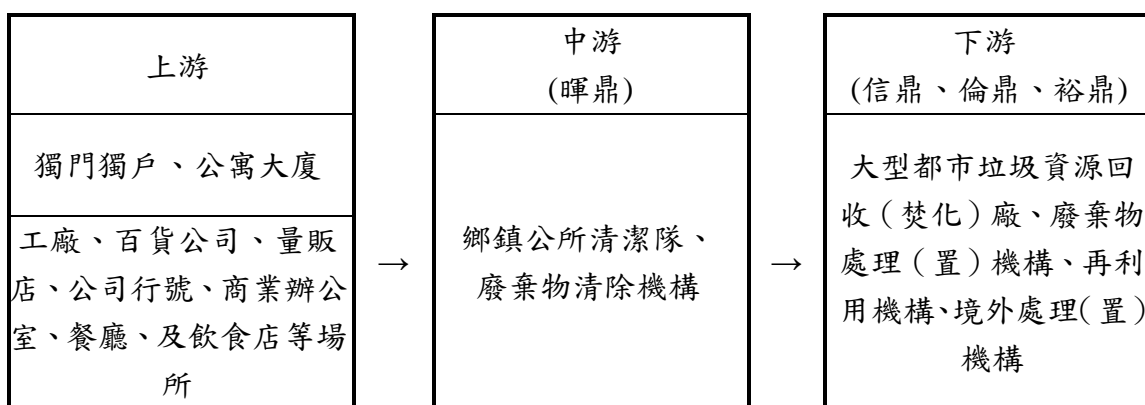 上游
獨門獨戶、公寓大廈
工廠、百貨公司、量販
店、公司行號、商業辦公
室、餐廳、及飲食店等場
所
→
中游
(暉鼎)
鄉鎮公所清潔隊、
廢棄物清除機構
→
下游
(信鼎、倫鼎、裕鼎)
大型都市垃圾資源回
收（焚化）廠、廢棄物
處理（置）機構、再利
用機構、境外處理（置）
機構